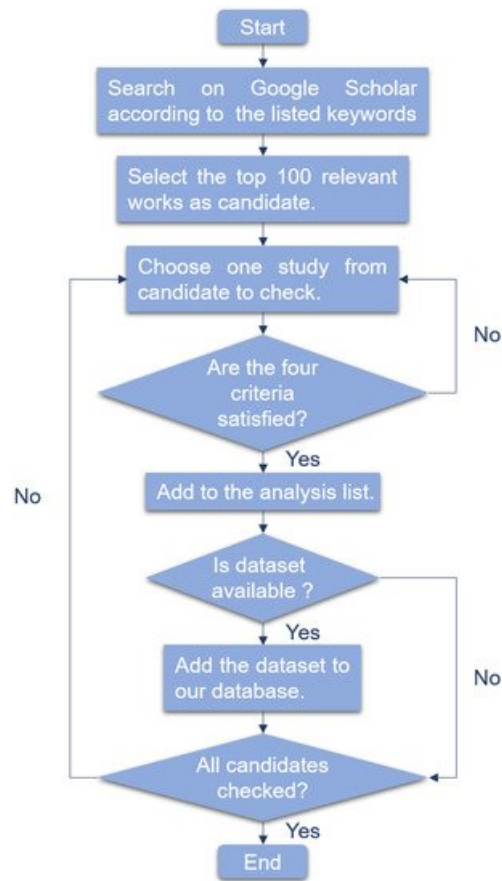 Start
Search on Google Scholar
according to the listed keywords
Select the top 100 relevant
works as candidate.
Choose one study from
candidate to check.
No
Are the four
criteria
satisfied?
Yes
No
Add to the analysis list.
Is dataset
available ?
Yes
Add the dataset to
our database.
No
All candidates
checked?
Yes
End